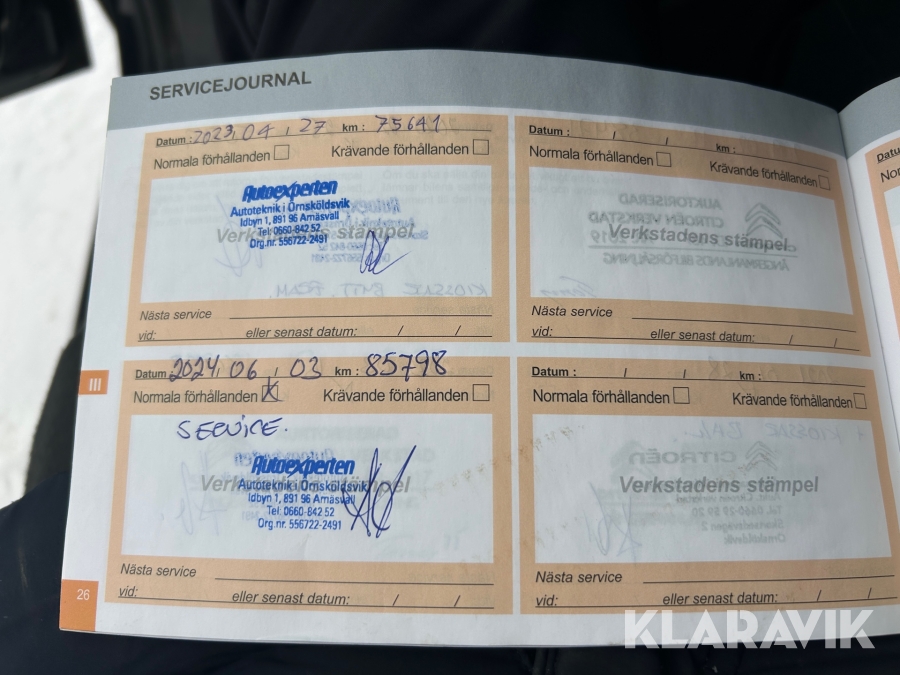 SERVICEJOURNAL
Datum : 2023, 04, 27 km : 75641
Normala förhållanden Krävande förhållanden
Autoexperten
Autoteknik i Örnsköldsvik
Idbyn 1, 891 96 Arnäsvall
Tel: 0660-842 52
Verkstadens stämpel
Org.nr. 556722-2491
Nästa service
vid: eller senast datum: / /
Datum : / / km :
Normala förhållanden Krävande förhållanden
Verkstadens stämpel
Nästa service
vid: eller senast datum: / /
III
Datum 2024, 06, 03 km : 85798
Normala förhållanden X Krävande förhållanden
SERVICE.
Autoexperten
Autoteknik i Örnsköldsvik
Verkstadens stämpel
Idbyn 1, 891 96 Arnäsvall
Tel: 0660-842 52
Org.nr. 556722-2491
Nästa service
vid: eller senast datum: / /
Datum : / / km :
Normala förhållanden Krävande förhållanden
CITROËN
Verkstadens stämpel
Nästa service
vid: eller senast datum: / /
26
KLARAVIK